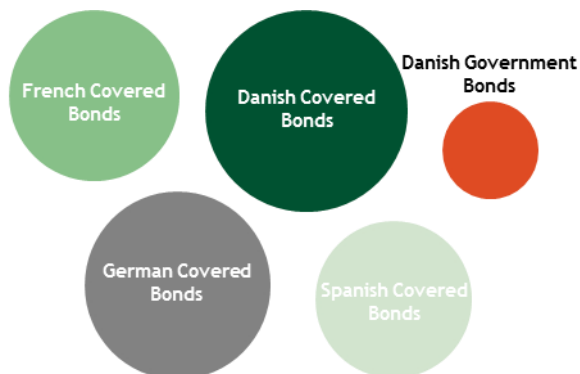 French Covered
Bonds
Danish Covered
Bonds
Danish Government
Bonds
German Covered
Bonds
Spanish Covered
Bonds